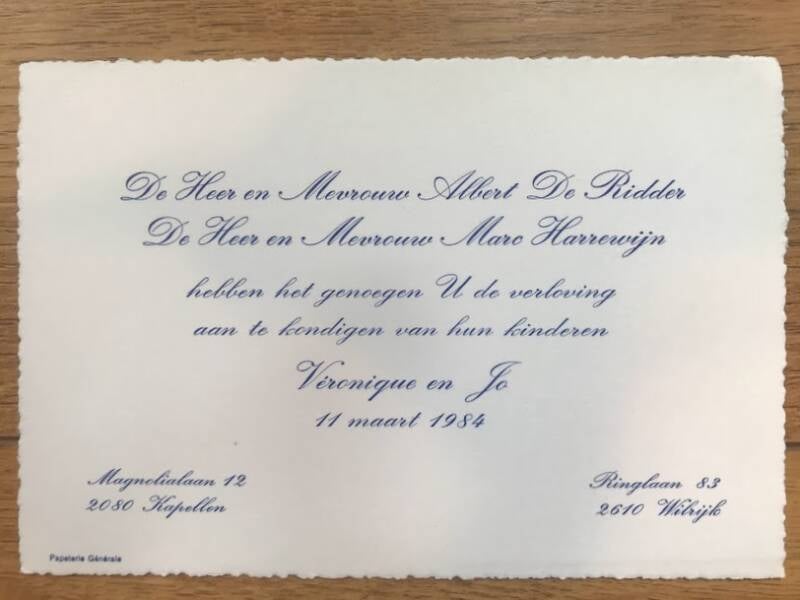 De Heer en Mevrouw Albert De Ridder
De Heer en Mevrouw Marc Harrewijn
hebben het genoegen U de verloving
aan te kondigen van hun kinderen
Véronique en Jo
11 maart 1984
Magnolialaan 12
2080 Kapellen
Ringlaan 83
2610 Wilrijk
Papeterie Générale